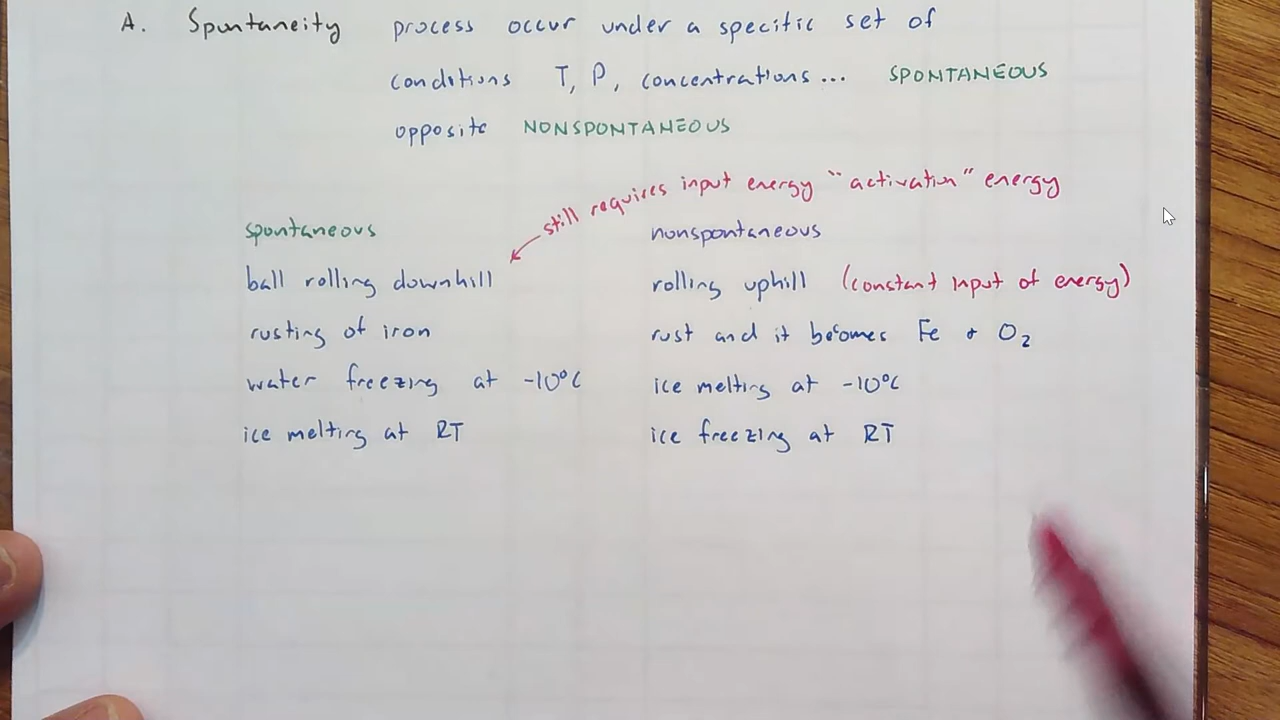 A. Spontaneity process occur under a specific set of
conditions T, P, concentrations... SPONTANEOUS
opposite NONSPONTANEOUS
still requires input energy "activation" energy
spontaneous nonspontaneous
ball rolling downhill rolling uphill (constant input of energy)
rusting of iron rust and it becomes Fe + O₂
water freezing at -10°C ice melting at -10°C
ice melting at RT ice freezing at RT